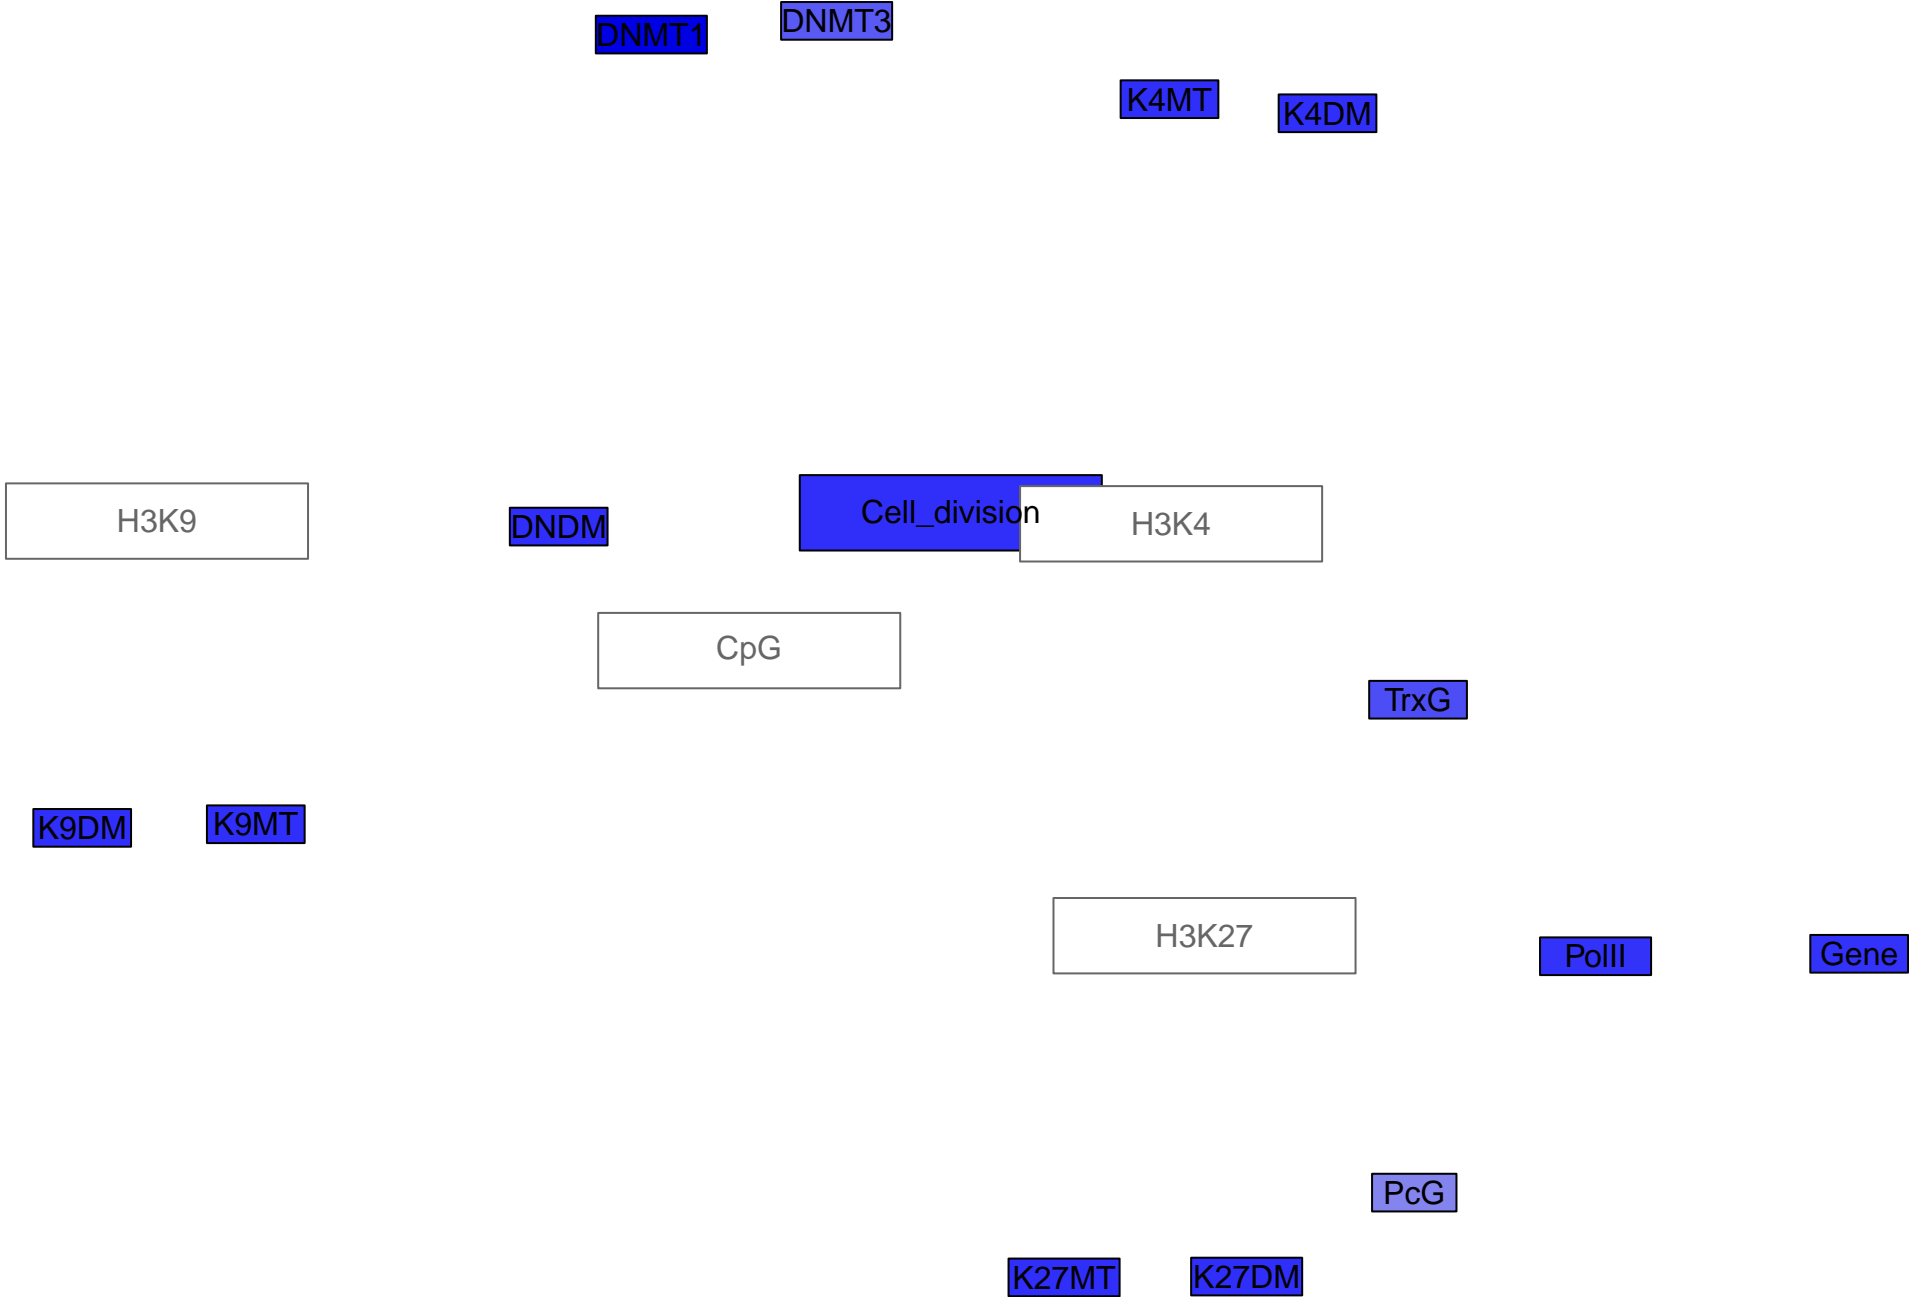 DNMT1
DNMT3
K4MT
K4DM
H3K9
DNDM
Cell_division
H3K4
CpG
TrxG
K9DM
K9MT
H3K27
PolII
Gene
PcG
K27MT
K27DM